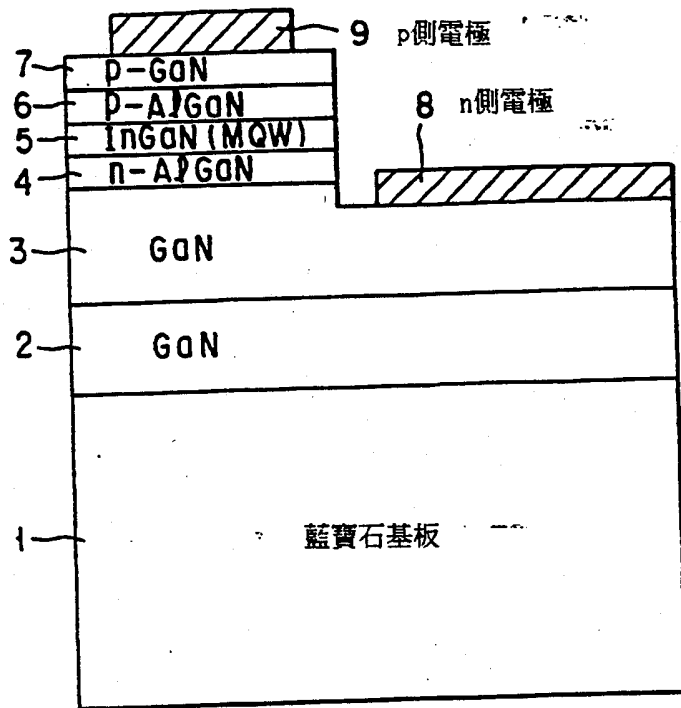 9 p側電極
7 p-GaN
6 p-AlGaN
8 n側電極
5 InGaN (MQW)
4 n-AlGaN
3 GaN
2 GaN
1 藍寶石基板